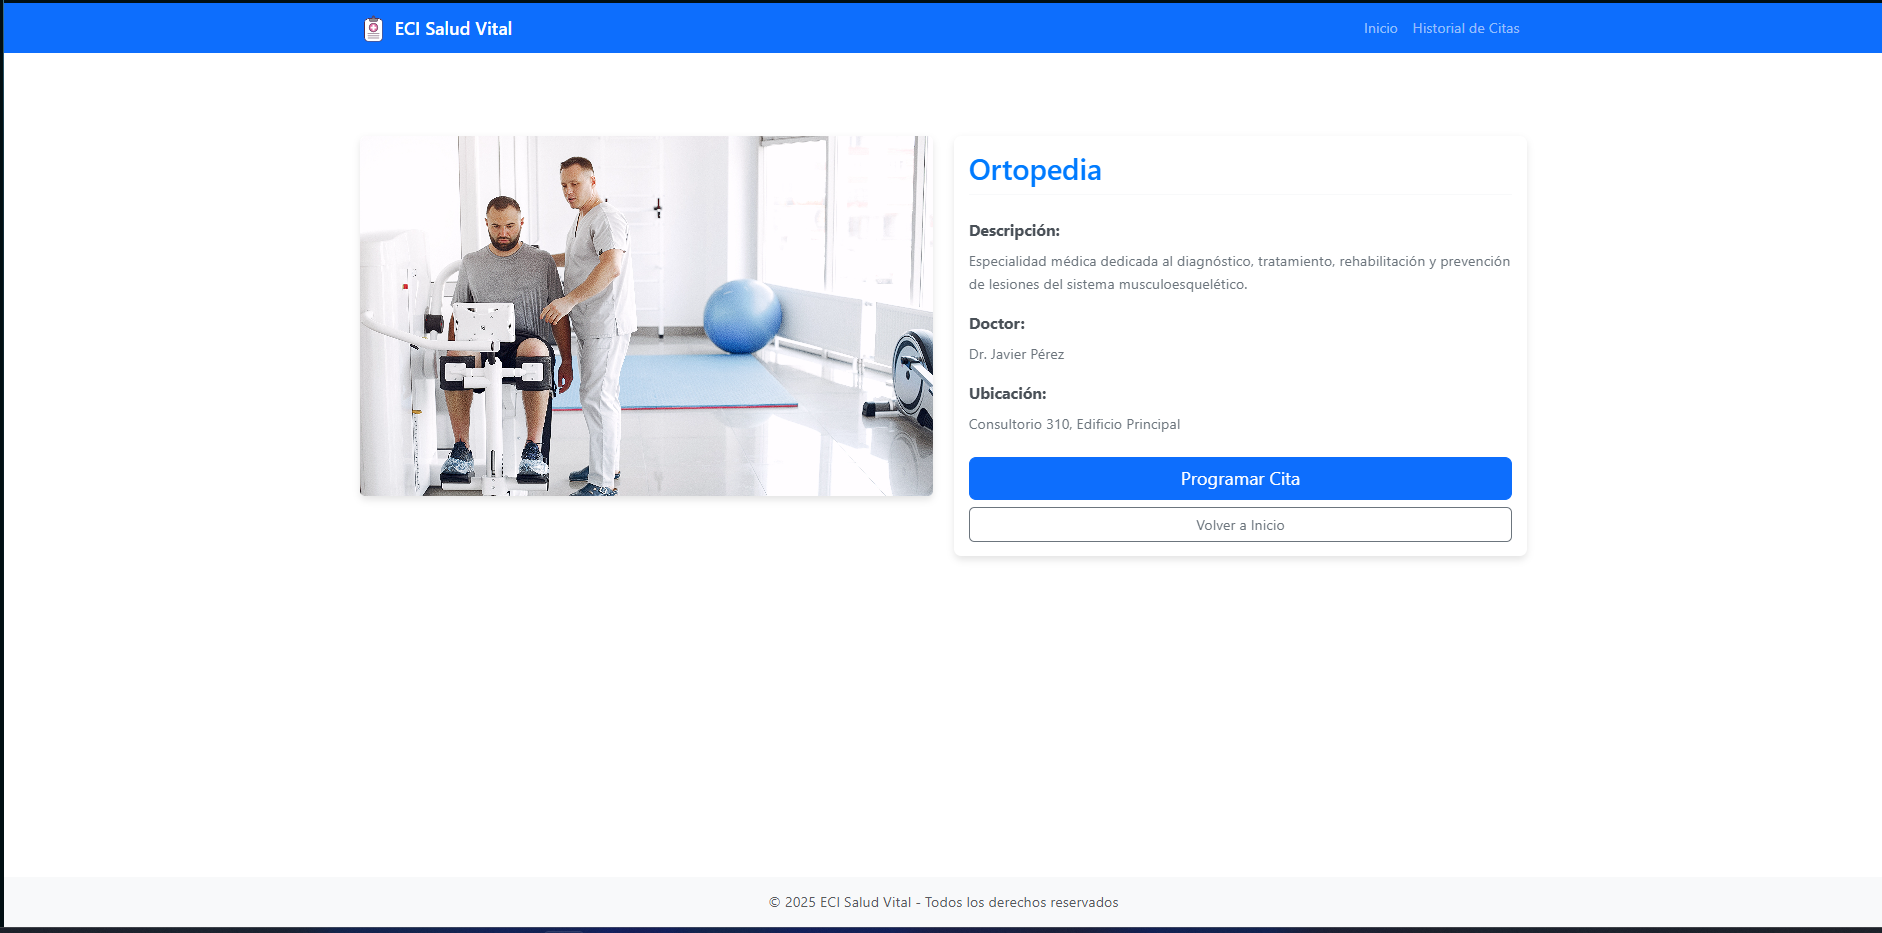 ECI Salud Vital
Inicio
Historial de Citas
Ortopedia
Descripción:
Especialidad médica dedicada al diagnóstico, tratamiento, rehabilitación y prevención
de lesiones del sistema musculoesquelético.
Doctor:
Dr. Javier Pérez
Ubicación:
Consultorio 310, Edificio Principal
Programar Cita
Volver a Inicio
© 2025 ECI Salud Vital - Todos los derechos reservados